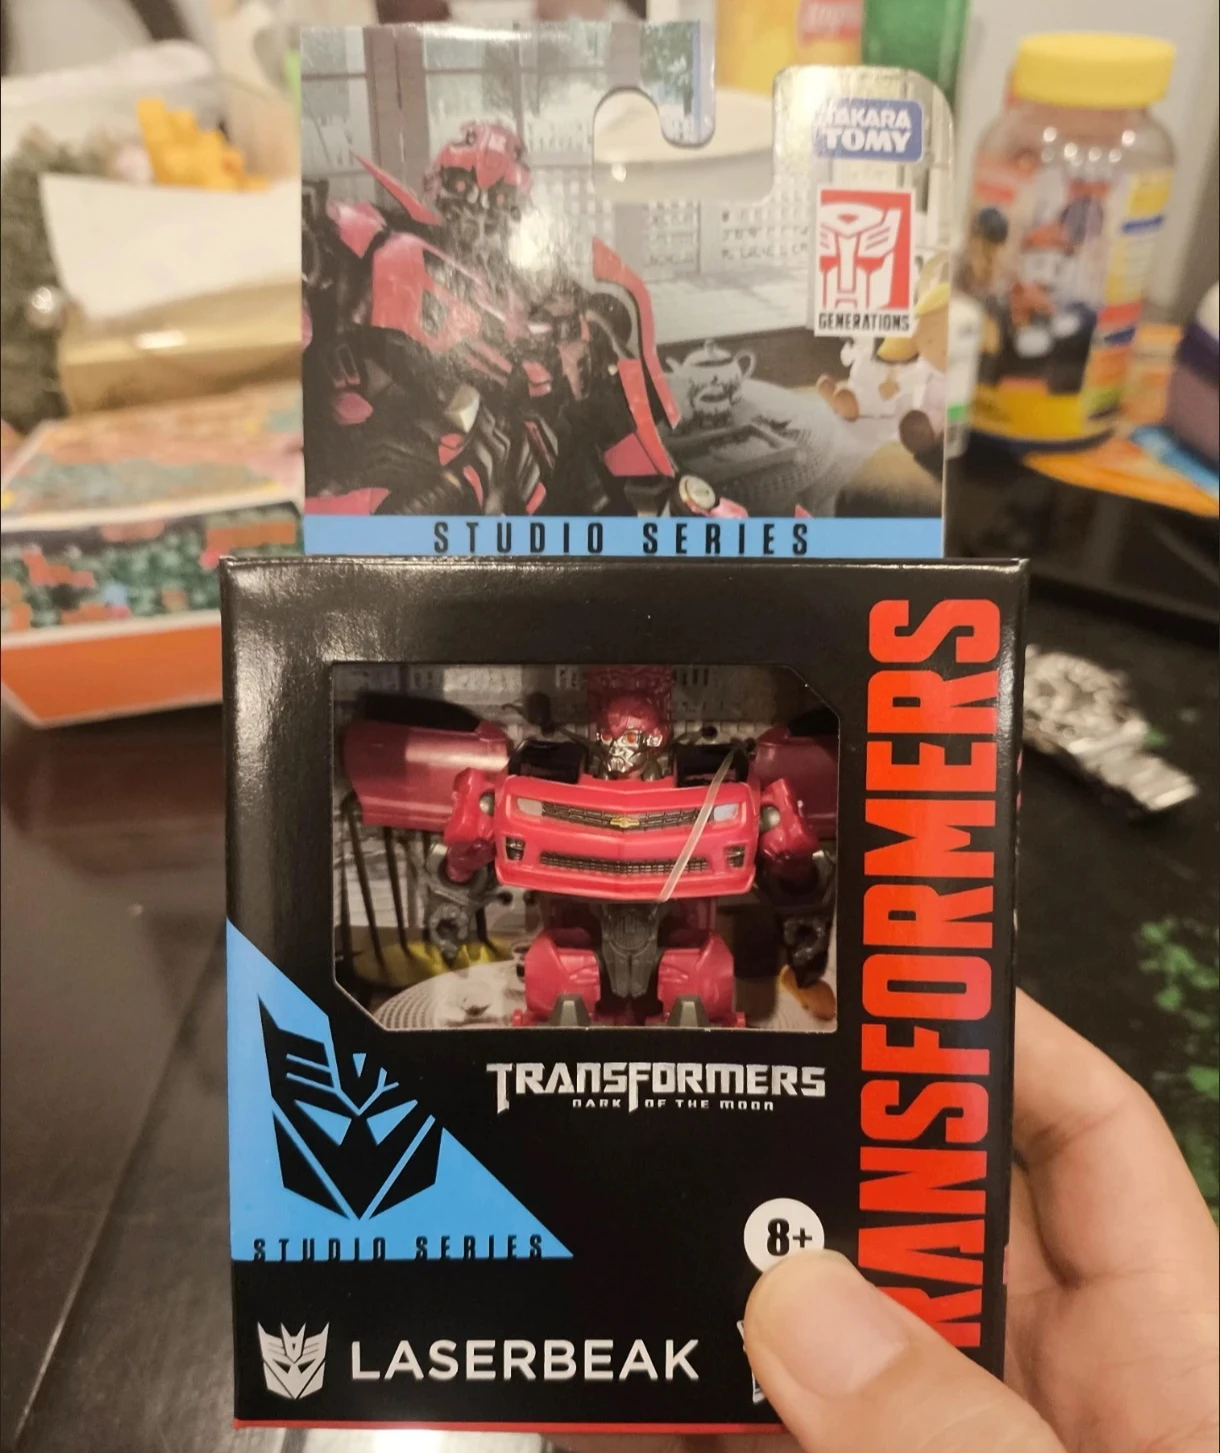 TAKARA
TOMY
GENERATIONS
STUDIO SERIES
TRANSFORMERS
TRANSFORMERS
DARK OF THE MOON
STUDIO SERIES
8+
LASERBEAK